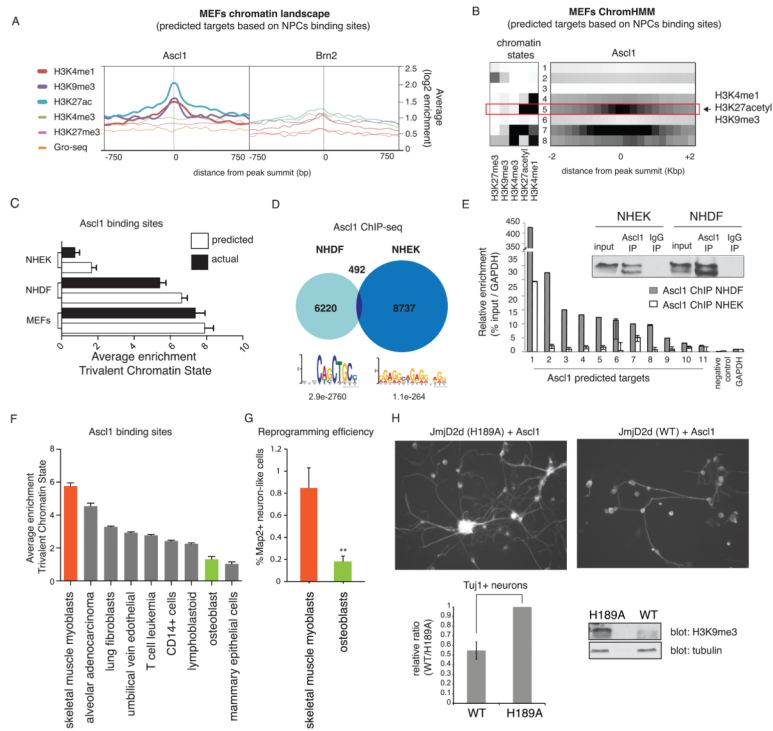 A
MEFs chromatin landscape
(predicted targets based on NPCs binding sites)
Ascl1
Brn2
H3K4me1
H3K9me3
H3K27ac
H3K4me3
H3K27me3
Gro-seq
2.5
2.0
1.5
1.0
0.5
0
Average
(log2 enrichment)
-750
0
750
-750
0
750
distance from peak summit (bp)
B
MEFs ChromHMM
(predicted targets based on NPCs binding sites)
chromatin
states
Ascl1
1
2
4
5
6
7
8
H3K4me1
H3K27acetyl
H3K9me3
H3K27me3
H3K9me3
H3K4me3
H3K27acetyl
H3K4me1
-2
0
+2
distance from peak summit (Kbp)
C
Ascl1 binding sites
predicted
actual
NHEK
NHDF
MEFs
0
2
4
6
8
10
Average enrichment
Trivalent Chromatin State
D
Ascl1 ChIP-seq
NHDF
NHEK
492
6220
8737
2.9e-2760
1.1e-264
E
NHEK
NHDF
input
Ascl1
IP
IgG
IP
input
Ascl1
IP
IgG
IP
Ascl1 ChIP NHDF
Ascl1 ChIP NHEK
450
400
350
30
25
20
15
10
5
0
Relative enrichment
(% input / GAPDH)
1
2
3
4
5
6
7
8
9
10
11
Ascl1 predicted targets
negative
control
GAPDH
F
Ascl1 binding sites
8
6
4
2
0
Average enrichment
Trivalent Chromatin State
skeletal muscle myoblasts
alveolar adenocarcinoma
lung fibroblasts
umbilical vein endothelial
T cell leukemia
CD14+ cells
lymphoblastoid
osteoblast
mammary epithelial cells
G
Reprogramming efficiency
1.2
1
0.8
0.6
0.4
0.2
0
%Map2+ neuron-like cells
**
skeletal muscle myoblasts
osteoblasts
H
JmjD2d (H189A) + Ascl1
JmjD2d (WT) + Ascl1
Tuj1+ neurons
1
0.9
0.8
0.7
0.6
0.5
0.4
0.3
0.2
0.1
0
relative ratio
(WT/H189A)
WT
H189A
H189A
WT
blot: H3K9me3
blot: tubulin